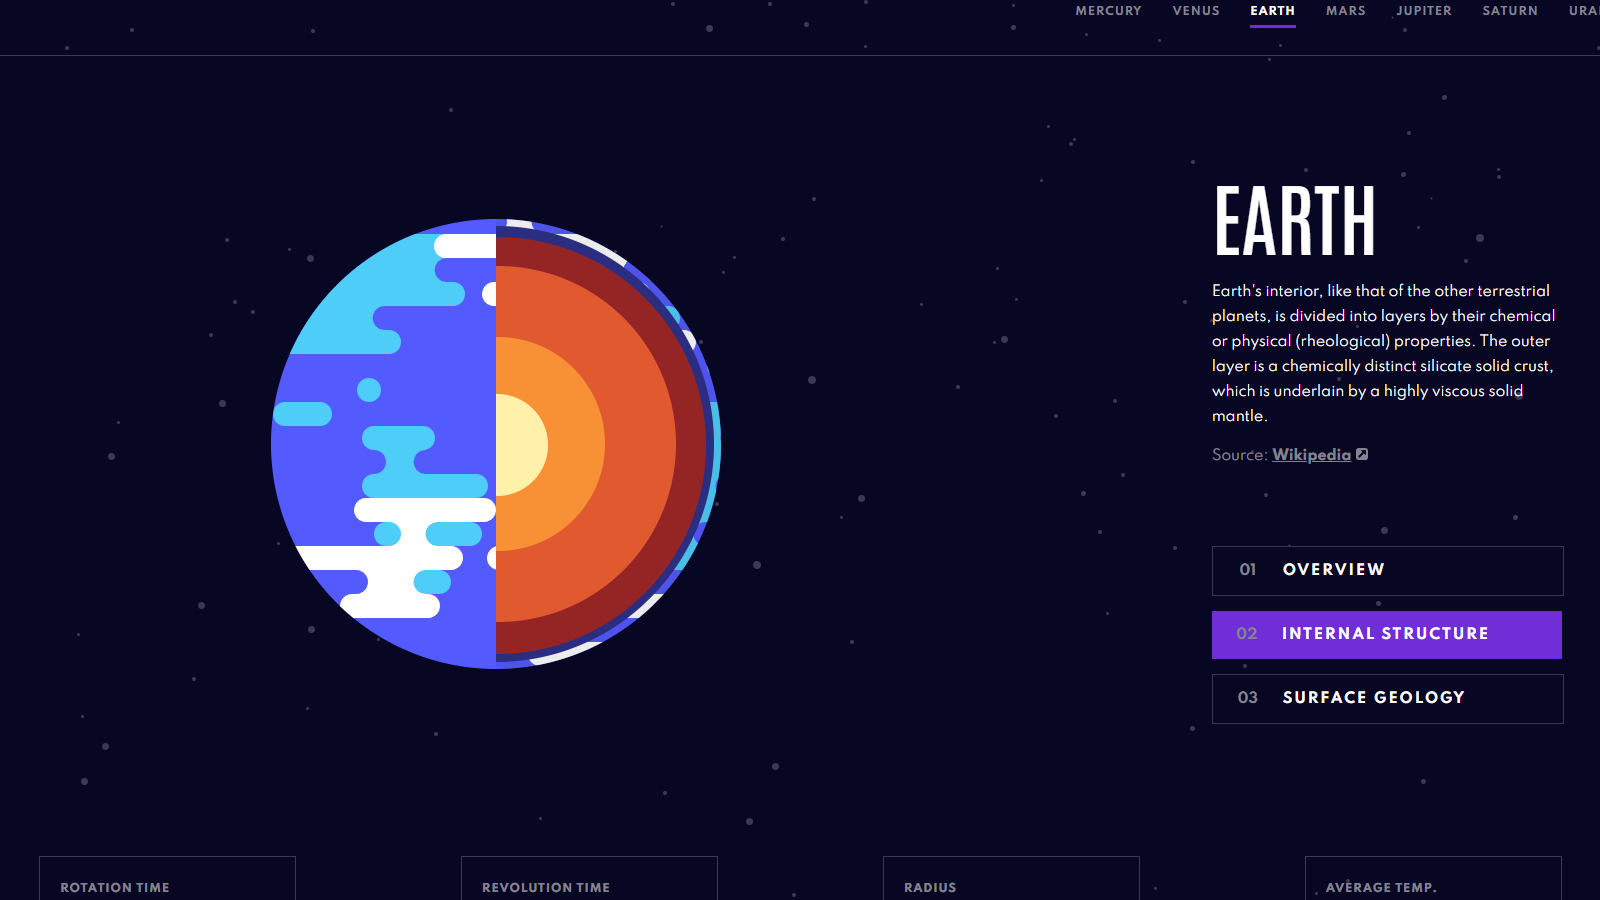 MERCURY VENUS EARTH MARS JUPITER SATURN
EARTH
Earth's interior, like that of the other terrestrial
planets, is divided into layers by their chemical
or physical (rheological) properties. The outer
layer is a chemically distinct silicate solid crust,
which is underlain by a highly viscous solid
mantle.
Source: Wikipedia
01 OVERVIEW
02 INTERNAL STRUCTURE
03 SURFACE GEOLOGY
ROTATION TIME
REVOLUTION TIME
RADIUS
AVERAGE TEMP.